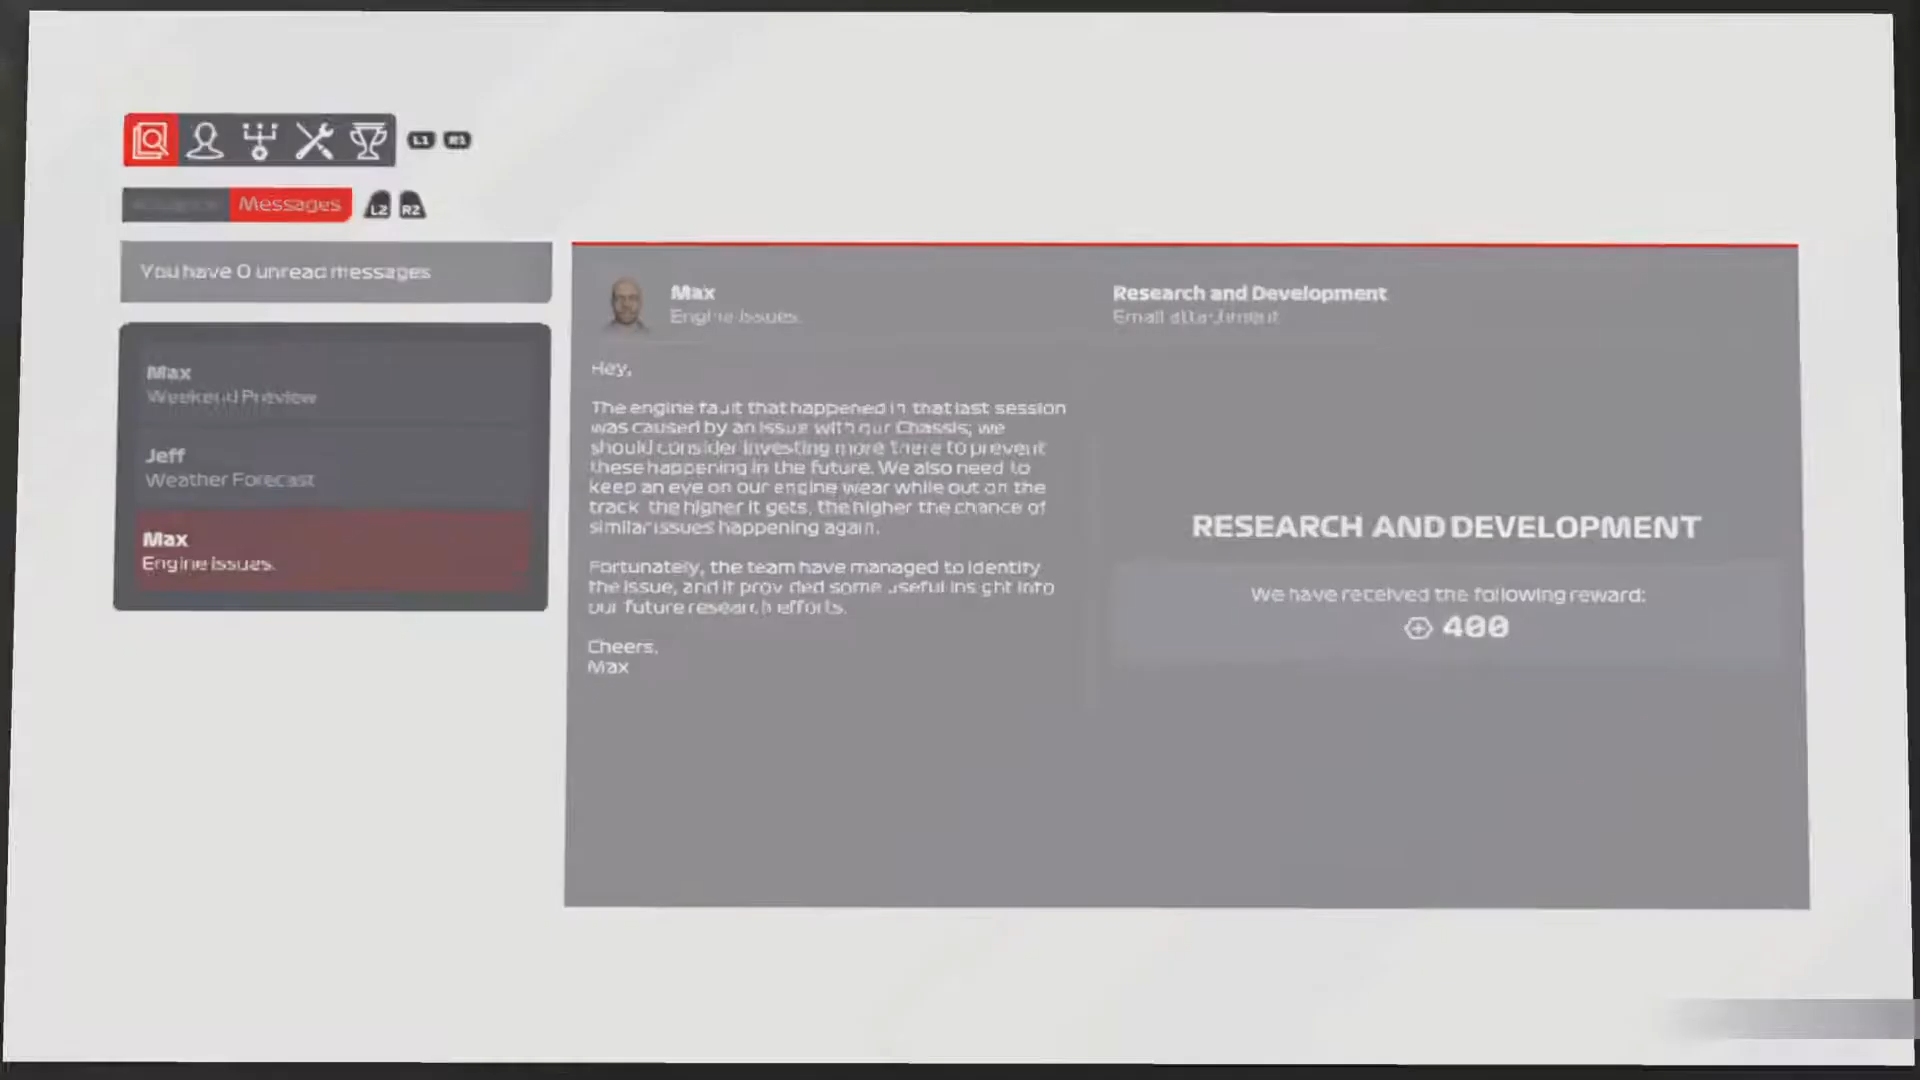 L1 R1
Messages
L2 R2
You have 0 unread messages
Max
Weekend Preview
Jeff
Weather Forecast
Max
Engine issues.
Max
Engine issues.
Hey,
The engine fault that happened in that last session
was caused by an issue with our Chassis; we
should consider investing more there to prevent
these happening in the future. We also need to
keep an eye on our engine wear while out on the
track the higher it gets, the higher the chance of
similar issues happening again.
Fortunately, the team have managed to identify
the issue, and it provided some useful insight into
our future research efforts.
Cheers,
Max
Research and Development
Email attachment
RESEARCH AND DEVELOPMENT
We have received the following reward:
400